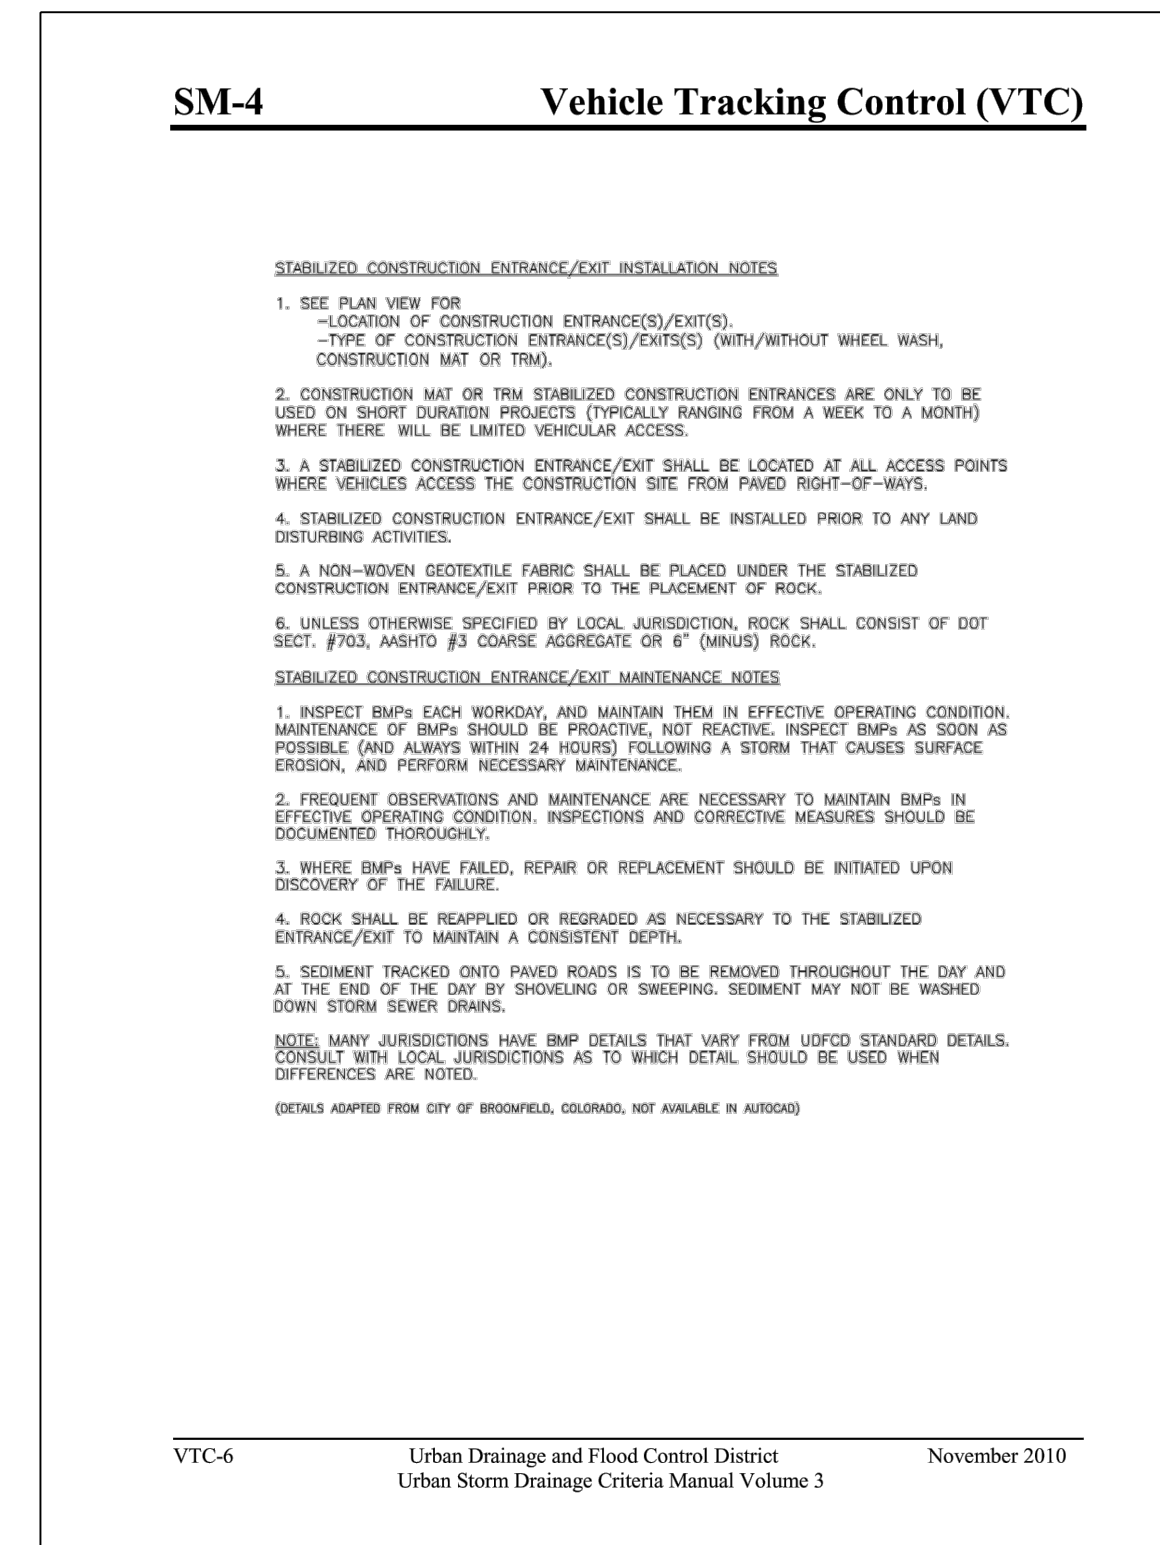 SM-4 Vehicle Tracking Control (VTC)
STABILIZED CONSTRUCTION ENTRANCE/EXIT INSTALLATION NOTES
1. SEE PLAN VIEW FOR
-LOCATION OF CONSTRUCTION ENTRANCE(S)/EXIT(S).
-TYPE OF CONSTRUCTION ENTRANCE(S)/EXITS(S) (WITH/WITHOUT WHEEL WASH,
CONSTRUCTION MAT OR TRM).
2. CONSTRUCTION MAT OR TRM STABILIZED CONSTRUCTION ENTRANCES ARE ONLY TO BE
USED ON SHORT DURATION PROJECTS (TYPICALLY RANGING FROM A WEEK TO A MONTH)
WHERE THERE WILL BE LIMITED VEHICULAR ACCESS.
3. A STABILIZED CONSTRUCTION ENTRANCE/EXIT SHALL BE LOCATED AT ALL ACCESS POINTS
WHERE VEHICLES ACCESS THE CONSTRUCTION SITE FROM PAVED RIGHT-OF-WAYS.
4. STABILIZED CONSTRUCTION ENTRANCE/EXIT SHALL BE INSTALLED PRIOR TO ANY LAND
DISTURBING ACTIVITIES.
5. A NON-WOVEN GEOTEXTILE FABRIC SHALL BE PLACED UNDER THE STABILIZED
CONSTRUCTION ENTRANCE/EXIT PRIOR TO THE PLACEMENT OF ROCK.
6. UNLESS OTHERWISE SPECIFIED BY LOCAL JURISDICTION, ROCK SHALL CONSIST OF DOT
SECT. #703, AASHTO #3 COARSE AGGREGATE OR 6" (MINUS) ROCK.
STABILIZED CONSTRUCTION ENTRANCE/EXIT MAINTENANCE NOTES
1. INSPECT BMPs EACH WORKDAY, AND MAINTAIN THEM IN EFFECTIVE OPERATING CONDITION.
MAINTENANCE OF BMPs SHOULD BE PROACTIVE, NOT REACTIVE. INSPECT BMPs AS SOON AS
POSSIBLE (AND ALWAYS WITHIN 24 HOURS) FOLLOWING A STORM THAT CAUSES SURFACE
EROSION, AND PERFORM NECESSARY MAINTENANCE.
2. FREQUENT OBSERVATIONS AND MAINTENANCE ARE NECESSARY TO MAINTAIN BMPs IN
EFFECTIVE OPERATING CONDITION. INSPECTIONS AND CORRECTIVE MEASURES SHOULD BE
DOCUMENTED THOROUGHLY.
3. WHERE BMPs HAVE FAILED, REPAIR OR REPLACEMENT SHOULD BE INITIATED UPON
DISCOVERY OF THE FAILURE.
4. ROCK SHALL BE REAPPLIED OR REGRADED AS NECESSARY TO THE STABILIZED
ENTRANCE/EXIT TO MAINTAIN A CONSISTENT DEPTH.
5. SEDIMENT TRACKED ONTO PAVED ROADS IS TO BE REMOVED THROUGHOUT THE DAY AND
AT THE END OF THE DAY BY SHOVELING OR SWEEPING. SEDIMENT MAY NOT BE WASHED
DOWN STORM SEWER DRAINS.
NOTE: MANY JURISDICTIONS HAVE BMP DETAILS THAT VARY FROM UDFCD STANDARD DETAILS.
CONSULT WITH LOCAL JURISDICTIONS AS TO WHICH DETAIL SHOULD BE USED WHEN
DIFFERENCES ARE NOTED.
(DETAILS ADAPTED FROM CITY OF BROOMFIELD, COLORADO, NOT AVAILABLE IN AUTOCAD)
VTC-6 Urban Drainage and Flood Control District November 2010
Urban Storm Drainage Criteria Manual Volume 3